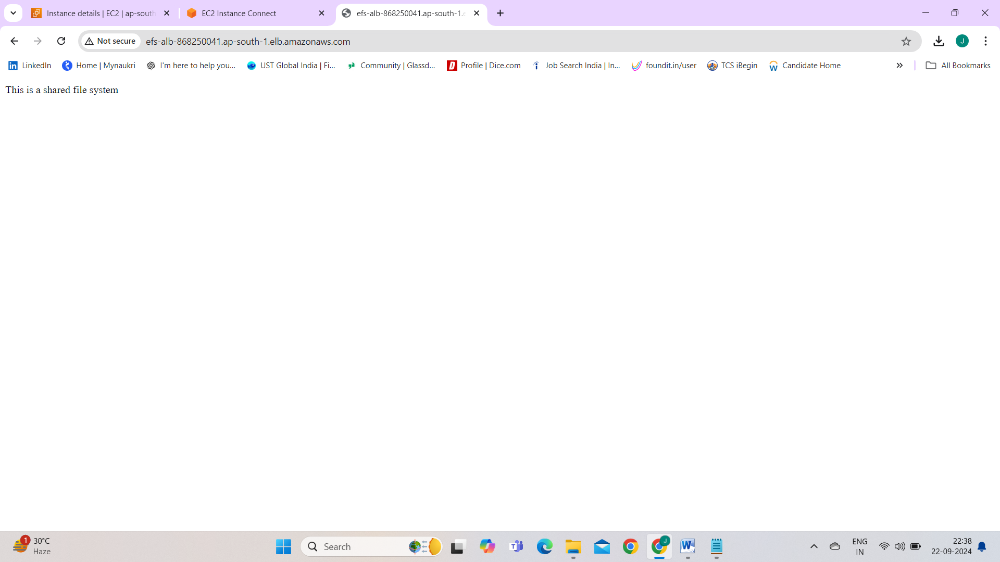 Instance details | EC2 | ap-south
EC2 Instance Connect
efs-alb-868250041.ap-south-1.e
Not secure
efs-alb-868250041.ap-south-1.elb.amazonaws.com
J
LinkedIn
Home | Mynaukri
I'm here to help you...
UST Global India | Fi...
Community | Glassd...
Profile | Dice.com
Job Search India | In...
foundit.in/user
TCS iBegin
Candidate Home
All Bookmarks
This is a shared file system
1
30°C
Haze
Search
J
ENG
IN
22:38
22-09-2024